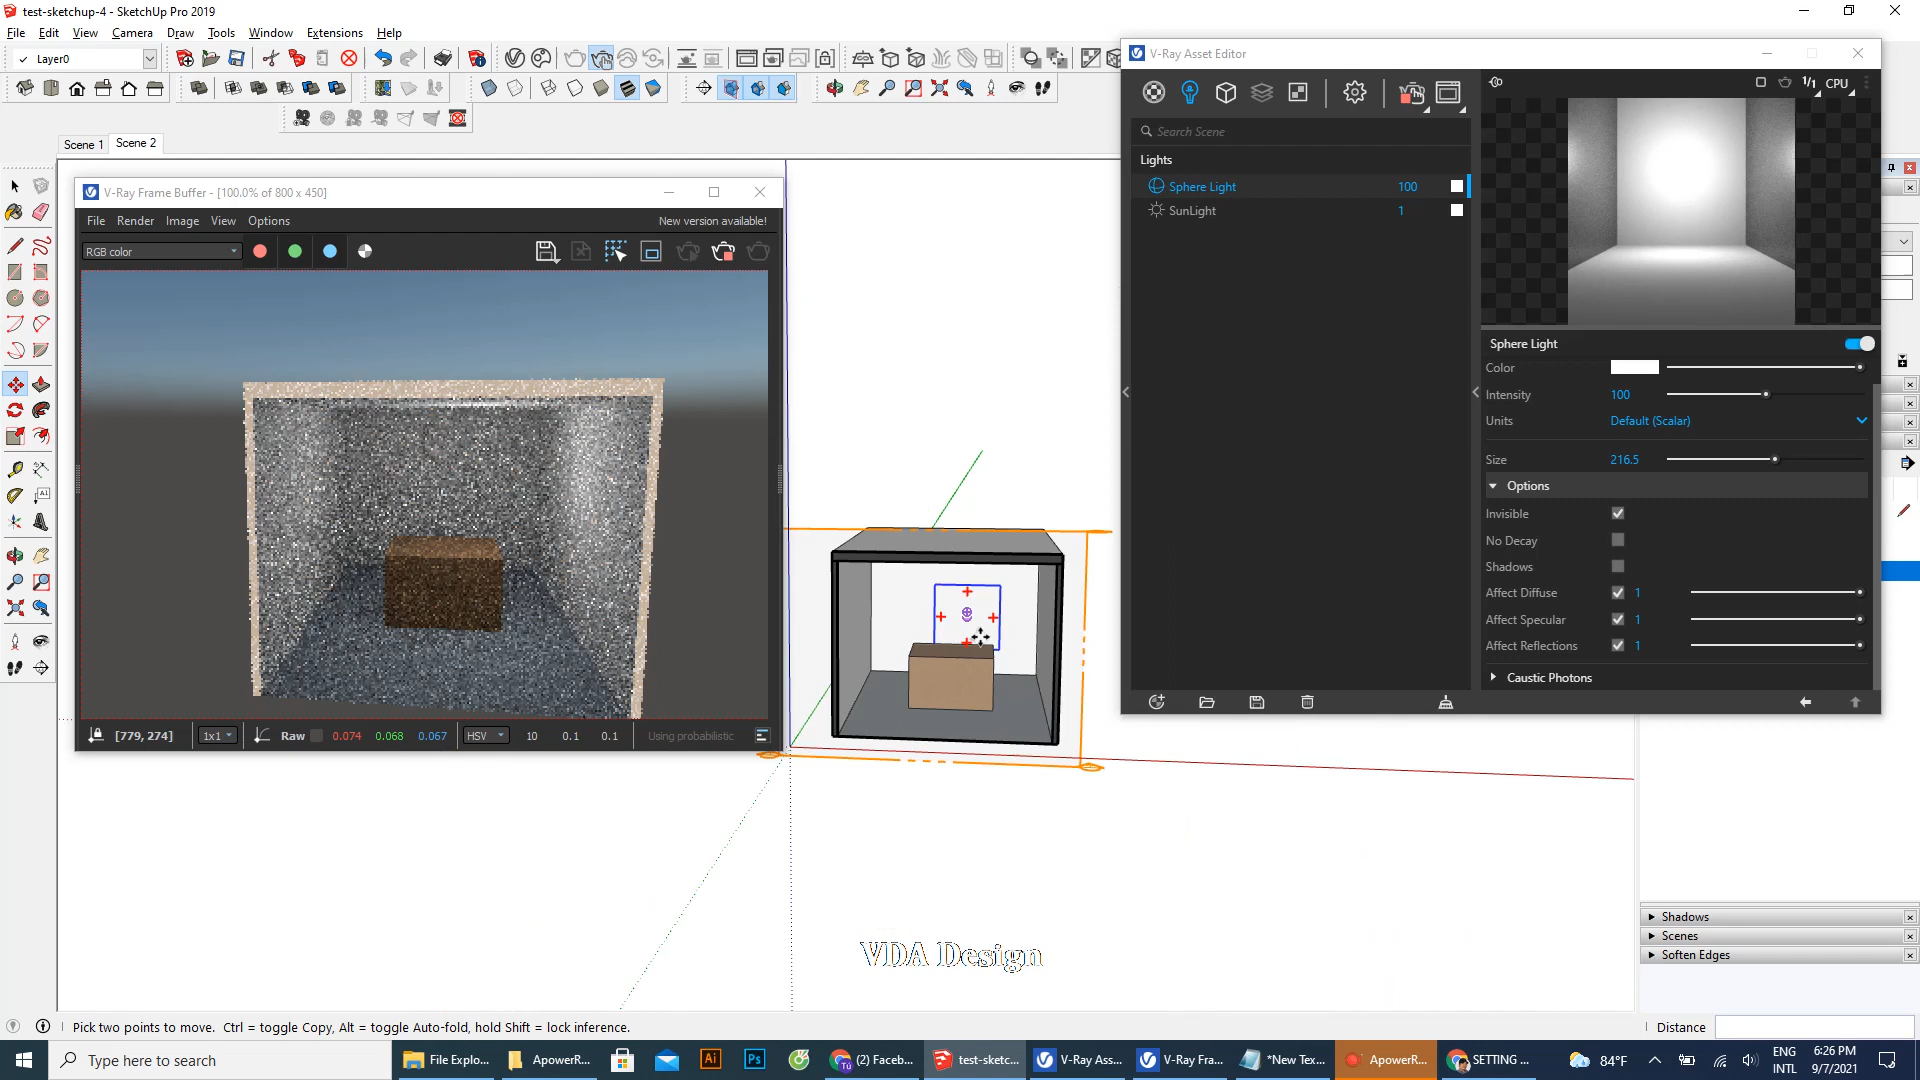 test-sketchup-4 - SketchUp Pro 2019
File Edit View Camera Draw Tools Window Extensions Help
Layer0
Scene 1
Scene 2
V-Ray Frame Buffer - [100.0% of 800 x 450]
File Render Image View Options
New version available!
RGB color
[779, 274]
1x1
Raw
0.074
0.068
0.067
HSV
10
0.1
0.1
Using probabilistic
V-Ray Asset Editor
Search Scene
Lights
Sphere Light 100
SunLight 1
1/1
CPU
Sphere Light
Color
Intensity 100
Units Default (Scalar)
Size 216.5
Options
Invisible
No Decay
Shadows
Affect Diffuse 1
Affect Specular 1
Affect Reflections 1
Caustic Photons
Shadows
Scenes
Soften Edges
VDA Design
Pick two points to move. Ctrl = toggle Copy, Alt = toggle Auto-fold, hold Shift = lock inference.
Distance
Type here to search
File Explo...
ApowerR...
Ai
Ps
(2) Faceb...
test-sketc...
V-Ray Ass...
V-Ray Fra...
*New Tex...
ApowerR...
SETTING ...
84°F
ENG
INTL
6:26 PM
9/7/2021